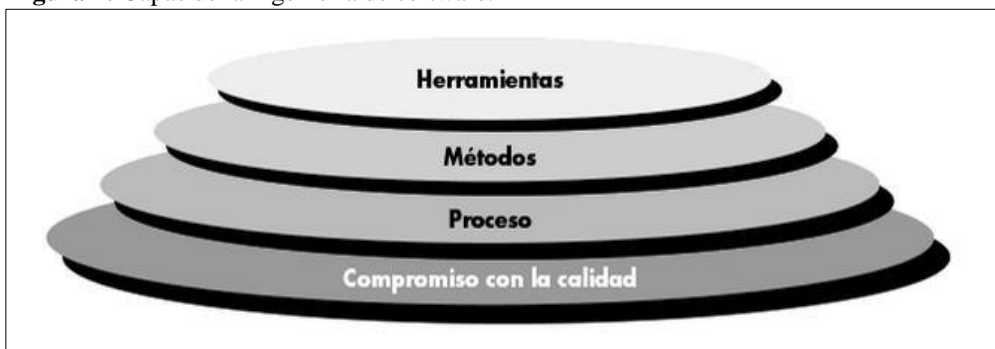 Herramientas
Métodos
Proceso
Compromiso con la calidad